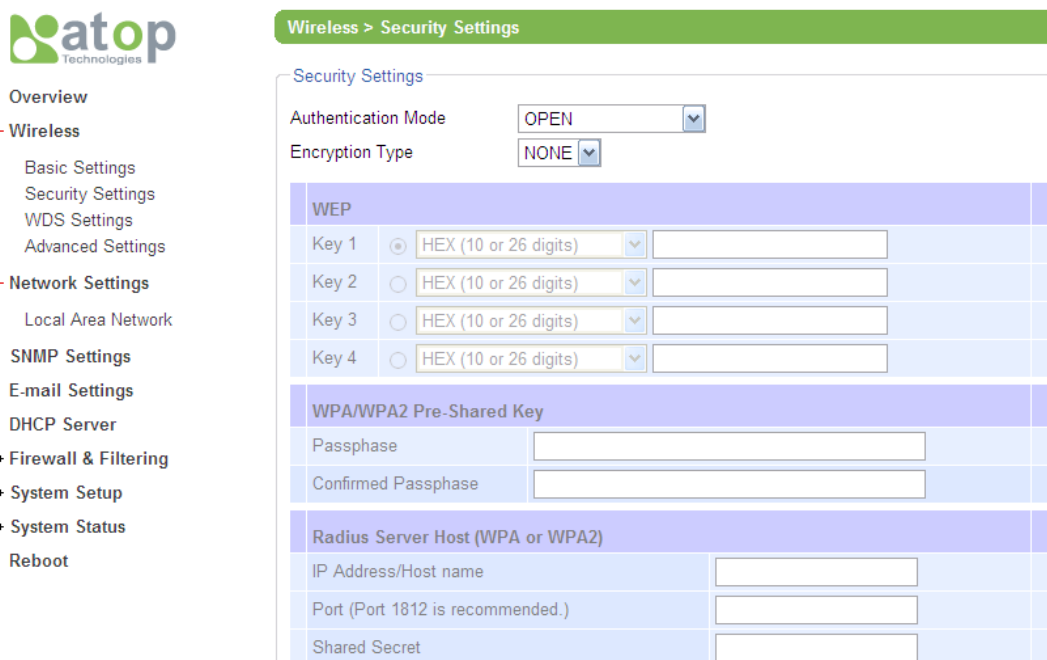 atop
Technologies
Overview
Wireless
Basic Settings
Security Settings
WDS Settings
Advanced Settings
Network Settings
Local Area Network
SNMP Settings
E-mail Settings
DHCP Server
Firewall & Filtering
System Setup
System Status
Reboot
Wireless > Security Settings
Security Settings
Authentication Mode OPEN
Encryption Type NONE
WEP
Key 1 HEX (10 or 26 digits)
Key 2 HEX (10 or 26 digits)
Key 3 HEX (10 or 26 digits)
Key 4 HEX (10 or 26 digits)
WPA/WPA2 Pre-Shared Key
Passphase
Confirmed Passphase
Radius Server Host (WPA or WPA2)
IP Address/Host name
Port (Port 1812 is recommended.)
Shared Secret